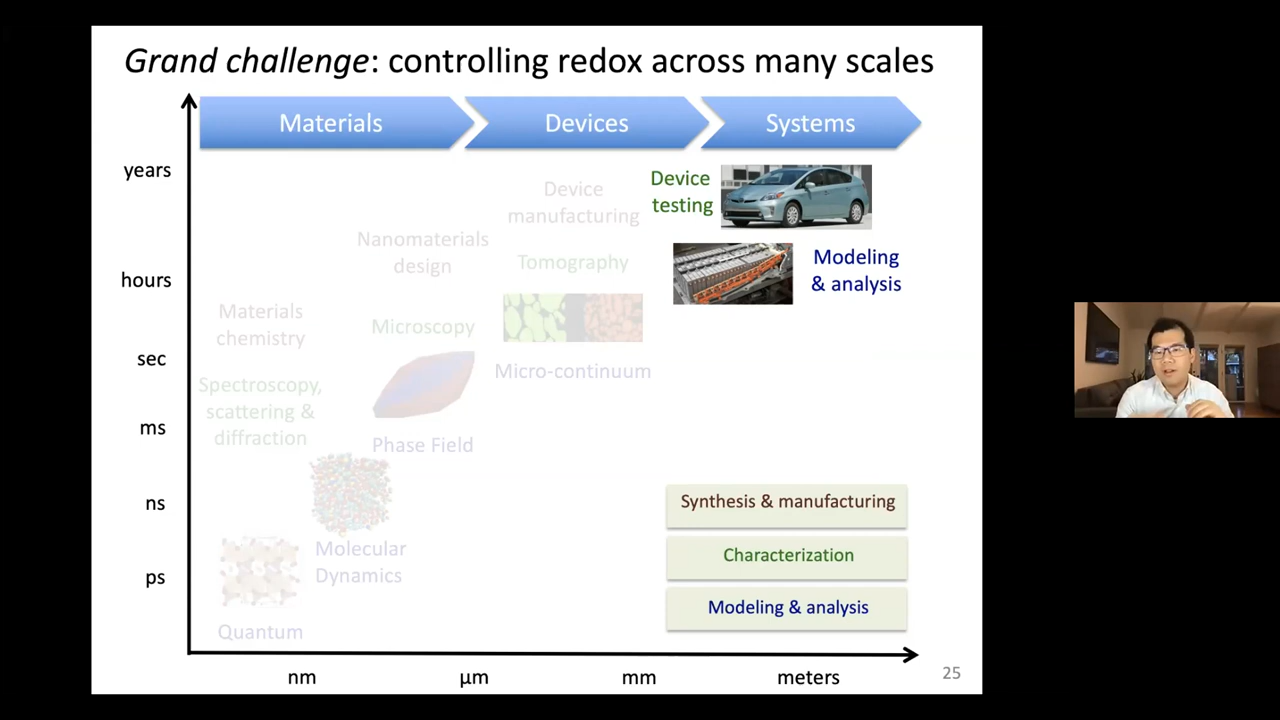 Grand challenge: controlling redox across many scales
Materials
Devices
Systems
years
hours
sec
ms
ns
ps
Device
testing
Device
manufacturing
Nanomaterials
design
Tomography
Modeling
& analysis
Materials
chemistry
Microscopy
Micro-continuum
Spectroscopy,
scattering &
diffraction
Phase Field
Molecular
Dynamics
Quantum
Synthesis & manufacturing
Characterization
Modeling & analysis
nm
μm
mm
meters
25